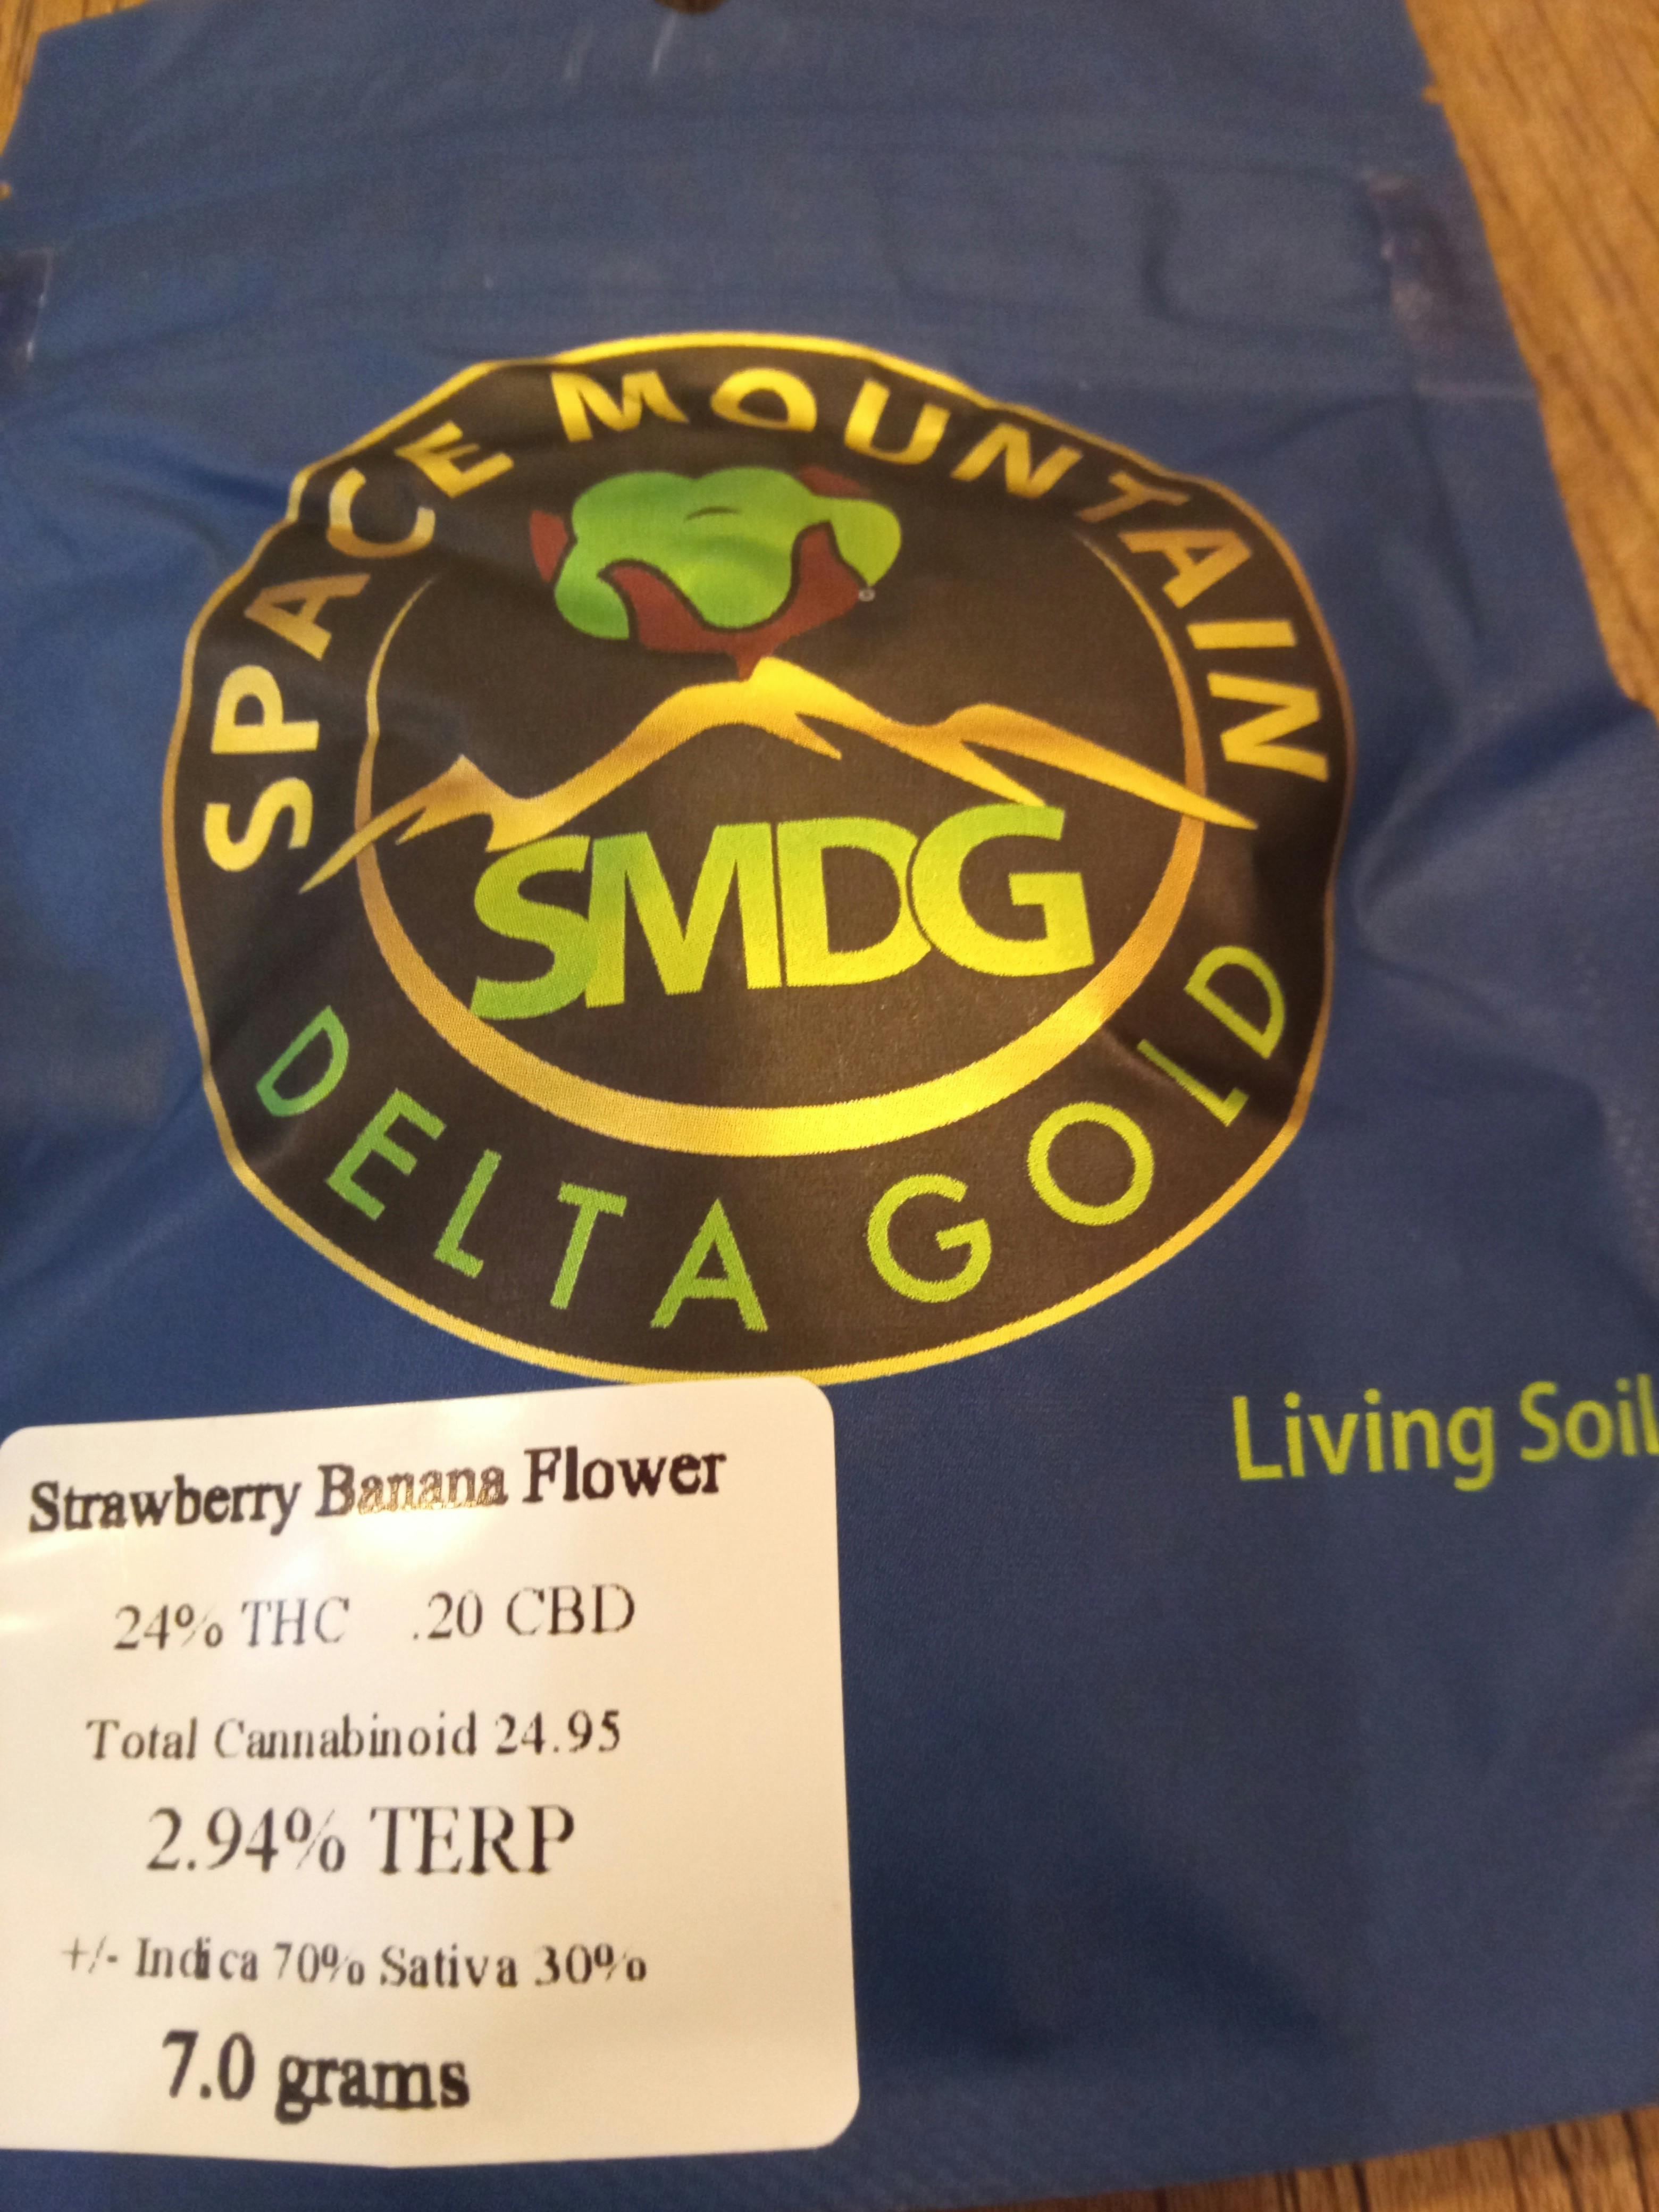 SPACE MOUNTAIN
SMDG
DELTA GOLD
Living Soil
Strawberry Banana Flower
24% THC .20 CBD
Total Cannabinoid 24.95
2.94% TERP
+/- Indica 70% Sativa 30%
7.0 grams